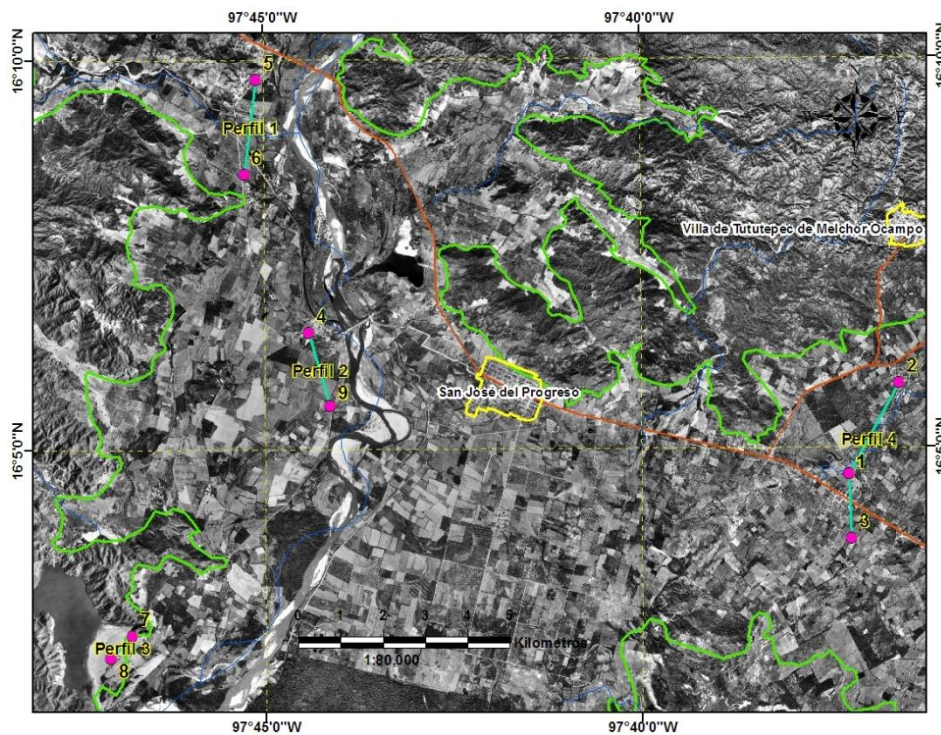 97°45'0"W
97°40'0"W
16°10'0"N
16°40'0"N
5
Perfil 1
6
Villa de Tututepec de Melchor Ocampo
4
Perfil 2
9
San José del Progreso
2
Perfil 4
1
3
16°5'0"N
16°5'0"N
7
Perfil 3
8
0 1 2 3 4 5
Kilometros
1:80,000
97°45'0"W
97°40'0"W